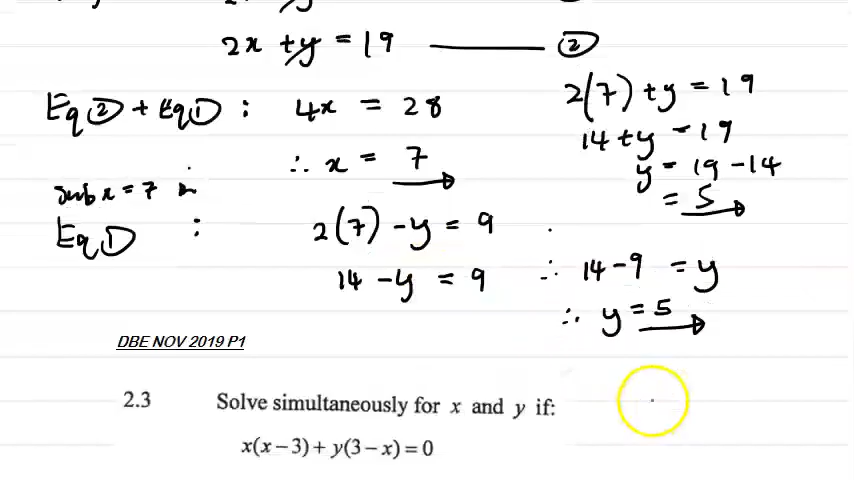 2x + y = 19 ——— ②
Eq② + Eq① : 4x = 28
∴ x = 7
sub x = 7 in
Eq① : 2(7) - y = 9
14 - y = 9
2(7) + y = 19
14 + y = 19
y = 19 - 14
= 5
∴ 14 - 9 = y
∴ y = 5
DBE NOV 2019 P1
2.3 Solve simultaneously for x and y if:
x(x − 3) + y(3 − x) = 0